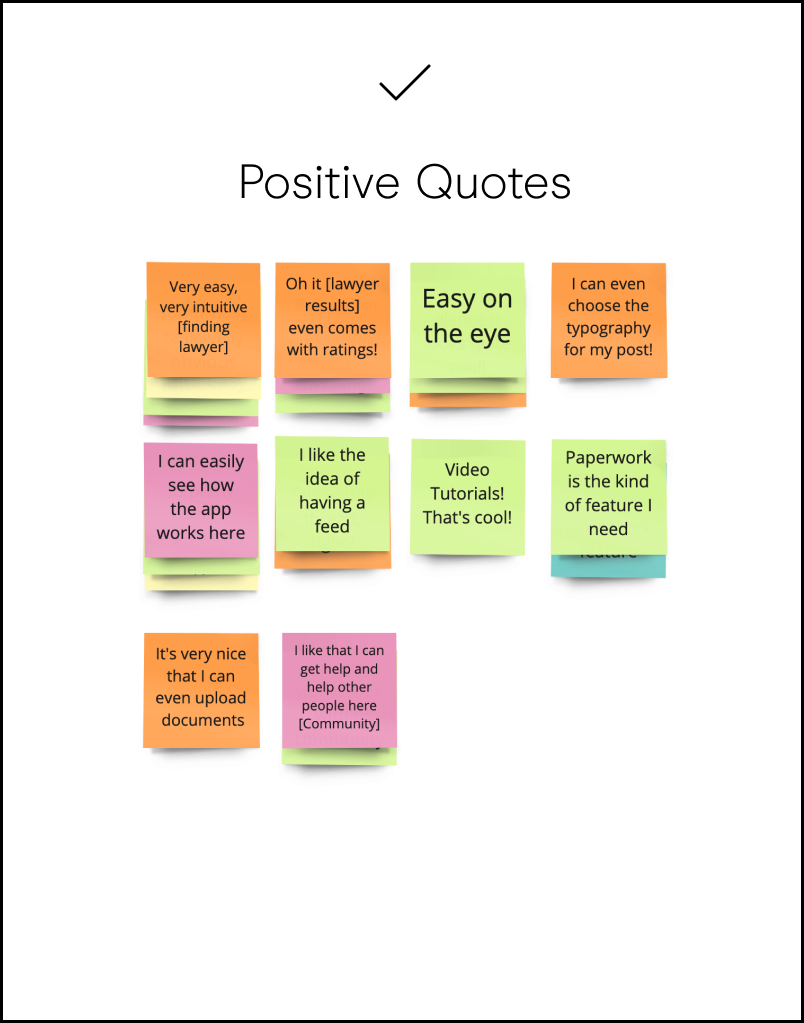 Positive Quotes
Very easy,
very intuitive
[finding
lawyer]
Oh it [lawyer
results]
even comes
with ratings!
Easy on
the eye
I can even
choose the
typography
for my post!
I can easily
see how
the app
works here
I like the
idea of
having a
feed
Video
Tutorials!
That's cool!
Paperwork
is the kind
of feature I
need
feature
It's very nice
that I can
even upload
documents
I like that I can
get help and
help other
people here
[Community]